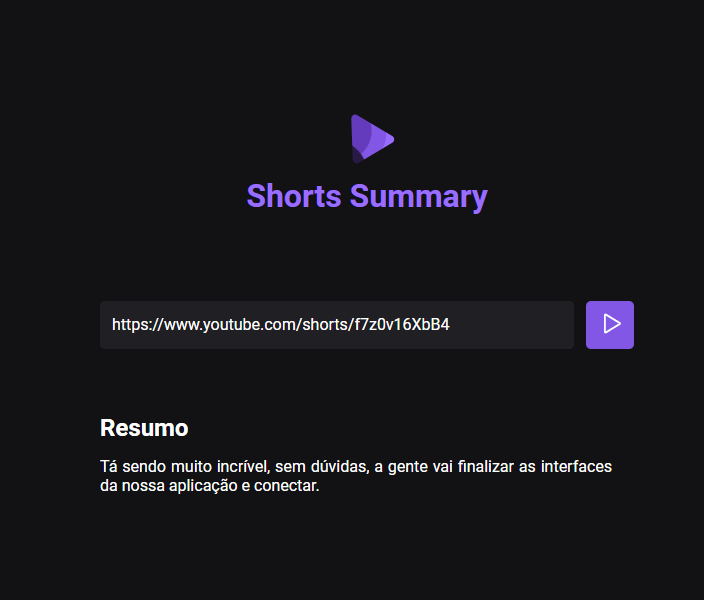 Shorts Summary
https://www.youtube.com/shorts/f7z0v16XbB4
Resumo
Tá sendo muito incrível, sem dúvidas, a gente vai finalizar as interfaces
da nossa aplicação e conectar.